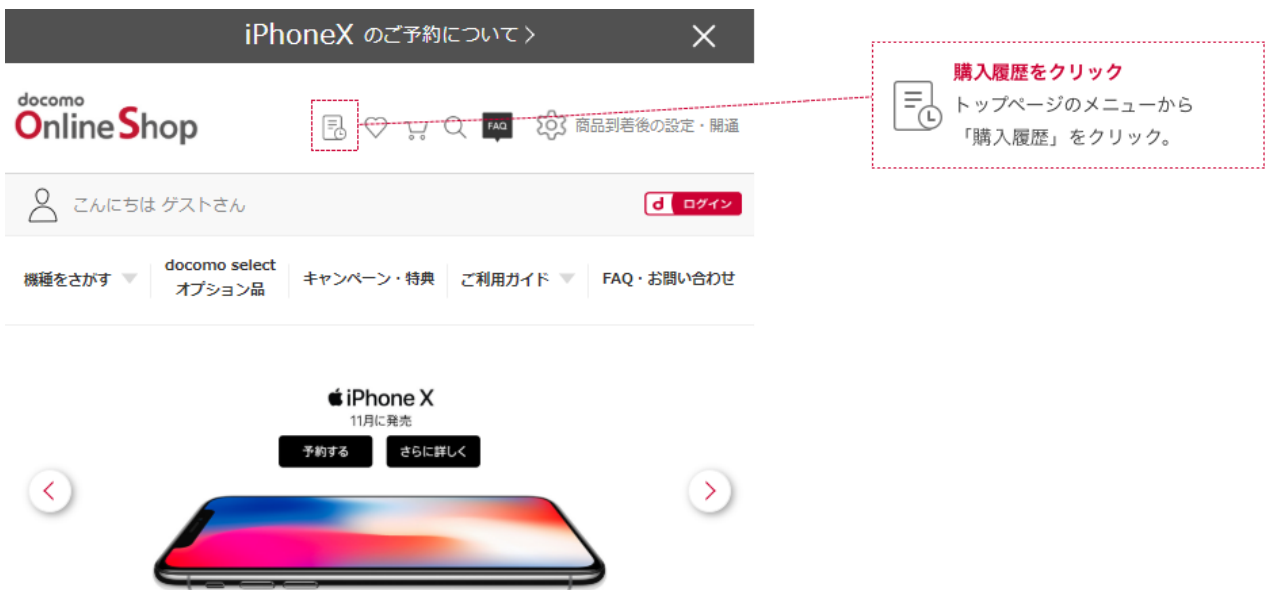 iPhoneX のご予約について 〉
購入履歴をクリック
トップページのメニューから
「購入履歴」をクリック。
docomo
Online Shop
FAQ
商品到着後の設定・開通
こんにちは ゲストさん
d ログイン
機種をさがす
docomo select
オプション品
キャンペーン・特典
ご利用ガイド
FAQ・お問い合わせ
iPhone X
11月に発売
予約する
さらに詳しく